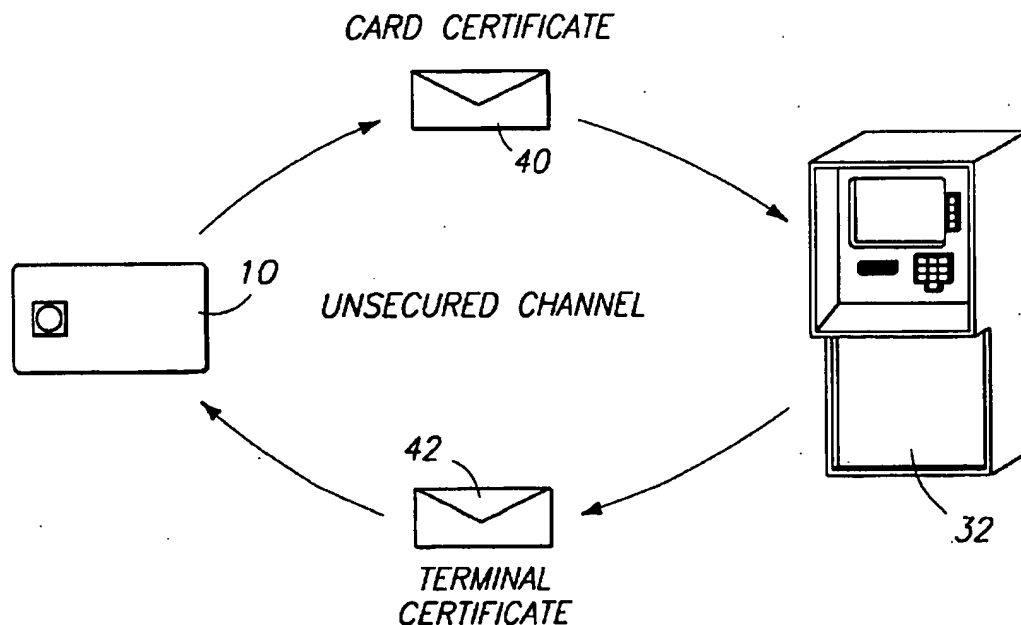 CARD CERTIFICATE
40
10
UNSECURED CHANNEL
42
32
TERMINAL
CERTIFICATE